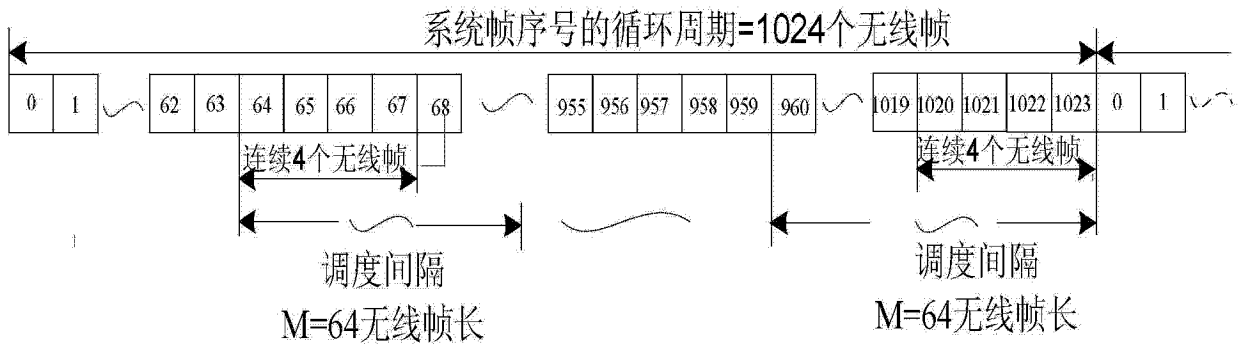 系统帧序号的循环周期=1024个无线帧
0 1 62 63 64 65 66 67 68 955 956 957 958 959 960 1019 1020 1021 1022 1023 0 1
连续4个无线帧 连续4个无线帧
调度间隔 调度间隔
M=64无线帧长 M=64无线帧长